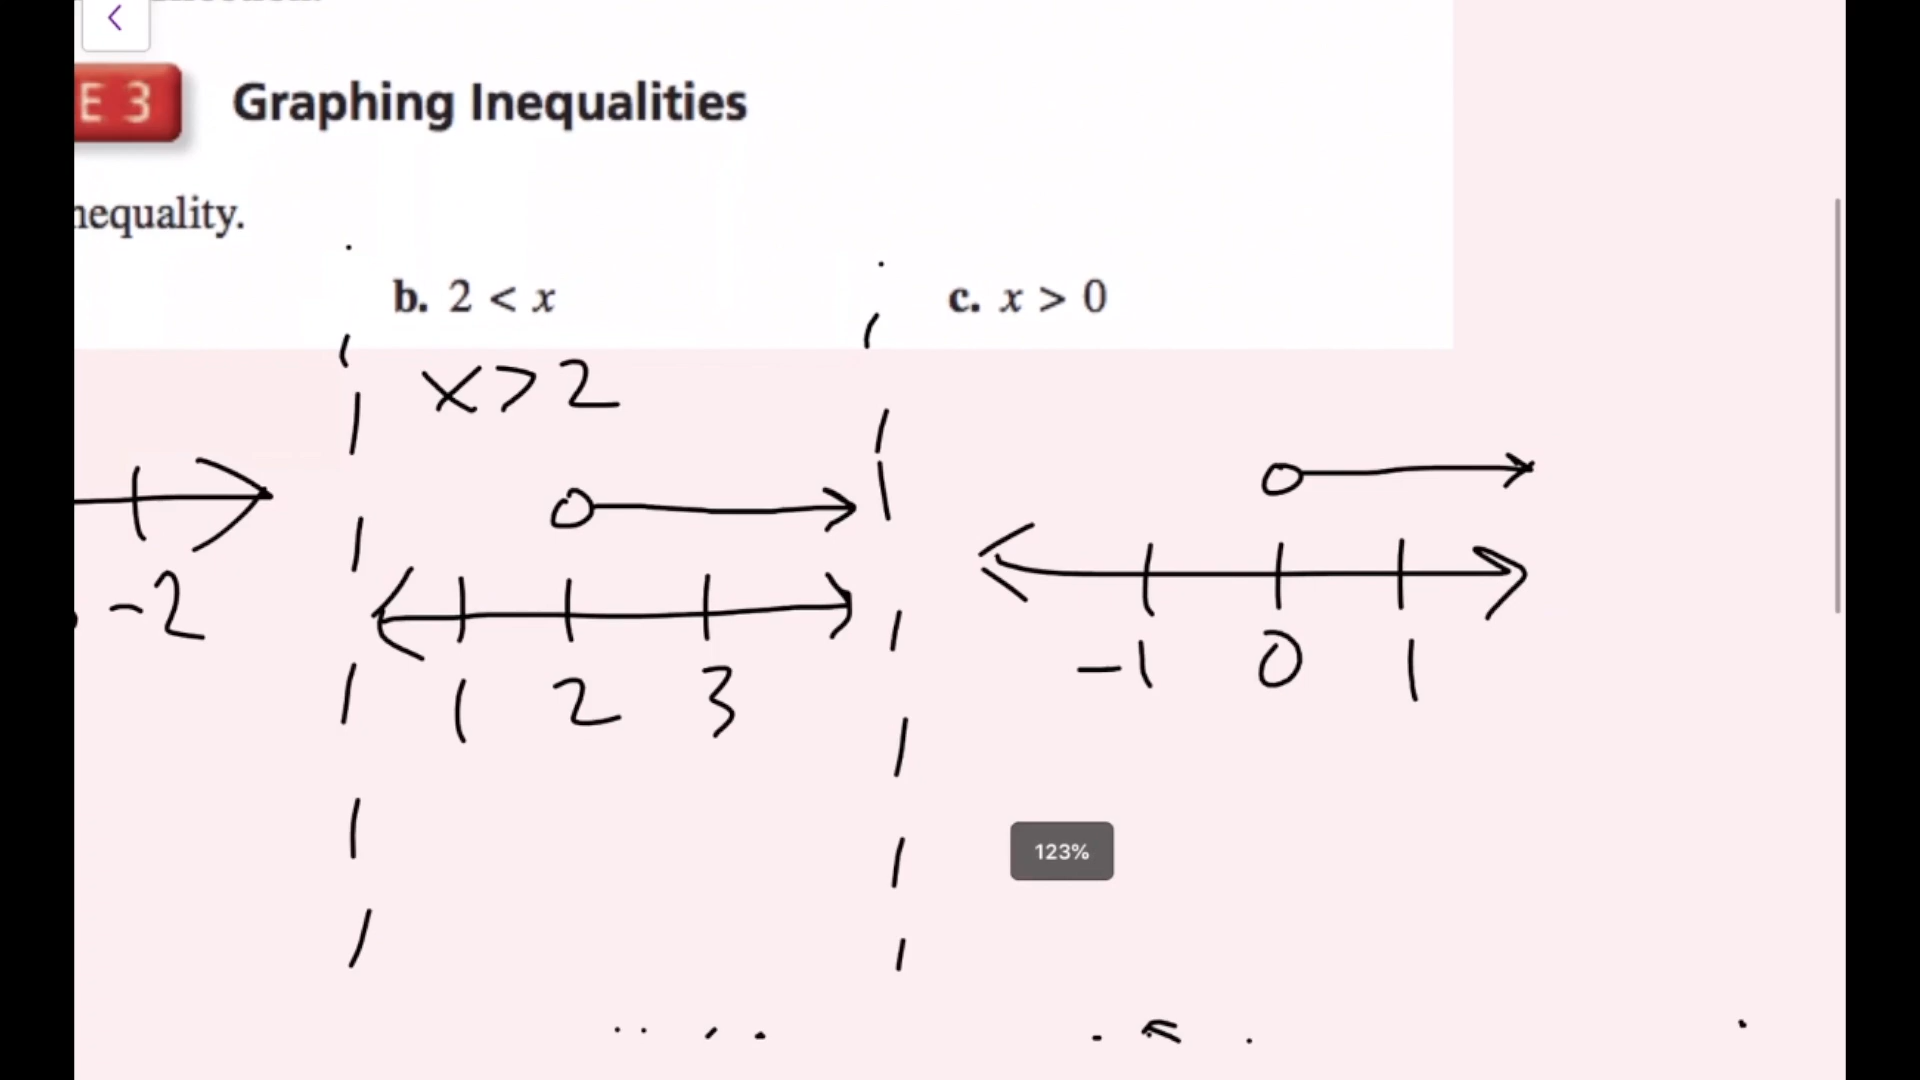 E 3 Graphing Inequalities
nequality.
b. 2 < x
c. x > 0
x > 2
-2
1 2 3
-1 0 1
123%